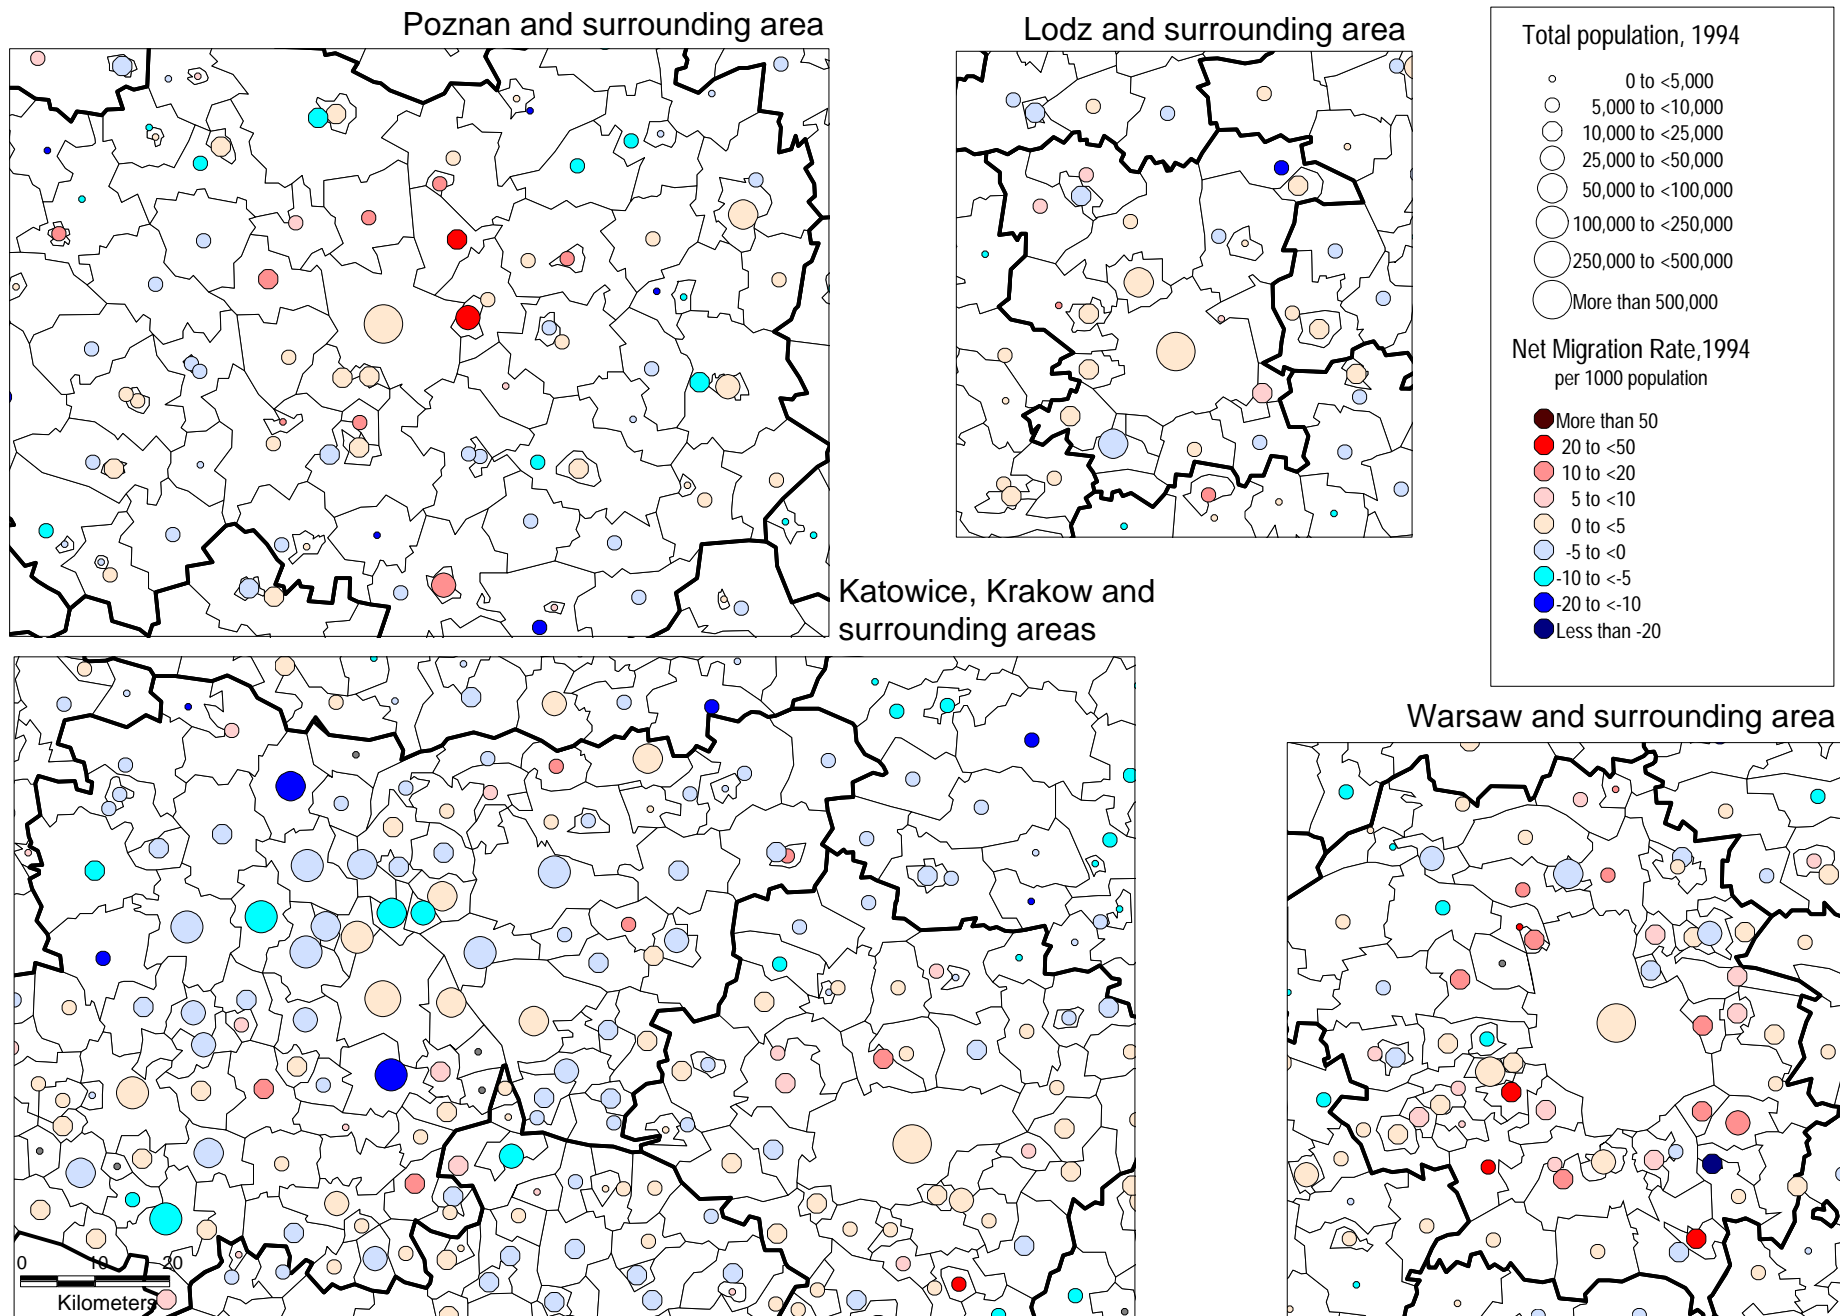 Poznan and surrounding area
Lodz and surrounding area
Total population, 1994
0 to <5,000
5,000 to <10,000
10,000 to <25,000
25,000 to <50,000
50,000 to <100,000
100,000 to <250,000
250,000 to <500,000
More than 500,000
Net Migration Rate,1994
per 1000 population
More than 50
20 to <50
10 to <20
5 to <10
0 to <5
-5 to <0
-10 to <-5
-20 to <-10
Less than -20
Katowice, Krakow and
surrounding areas
Warsaw and surrounding area
0 10 20
Kilometers